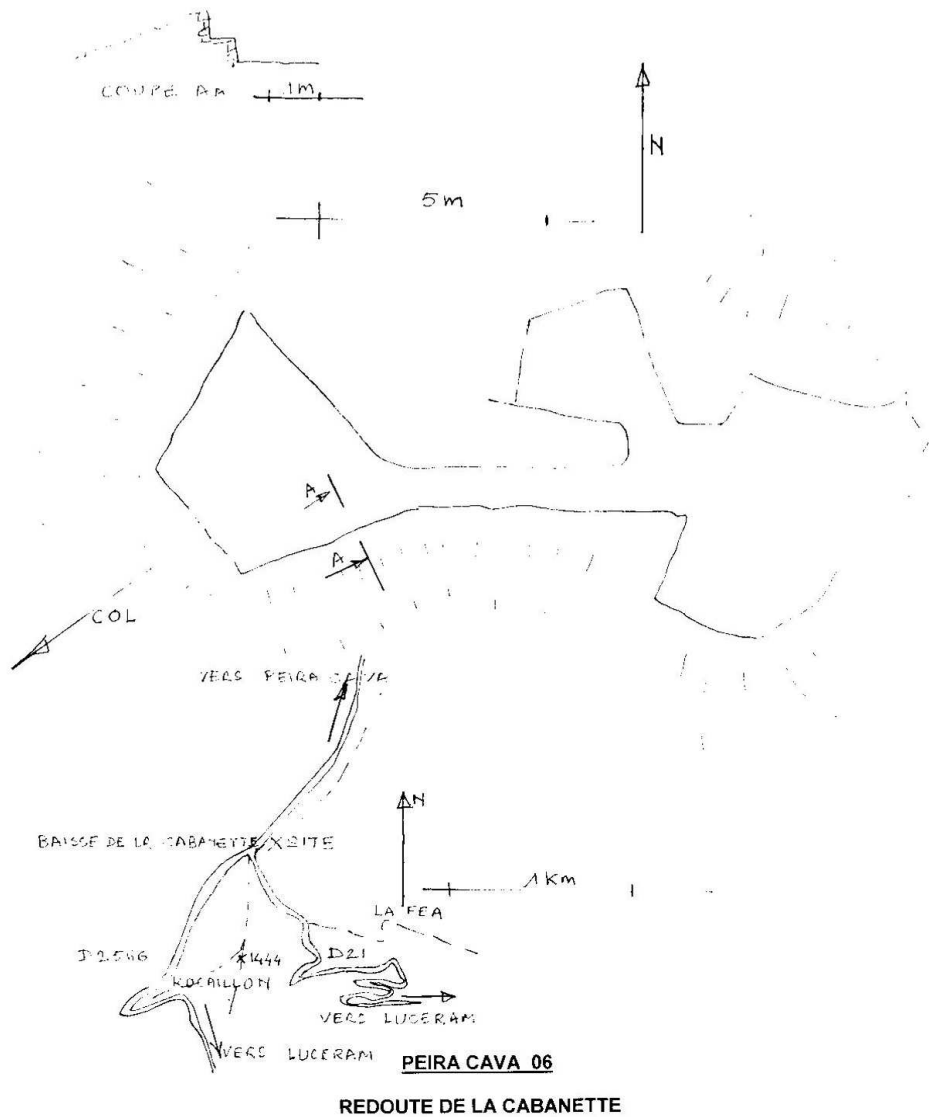 COUPE AA 1m
N
5m
A
A
COL
VERS PEIRA CAVA
N
BAISSE DE LA CABANETTE X SITE
1Km
LA FEA
D2566
D21
1444
ROCAILLON
VERS LUCERAM
VERS LUCERAM
PEIRA CAVA 06
REDOUTE DE LA CABANETTE